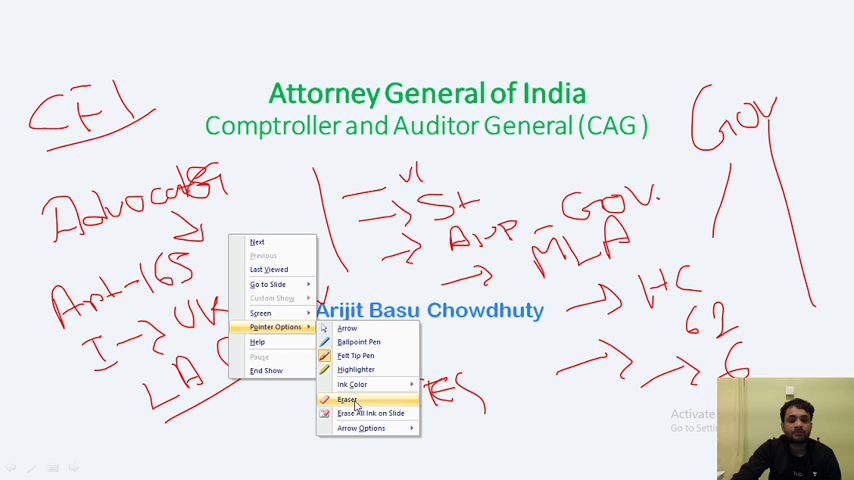 CFI
Attorney General of India
Comptroller and Auditor General (CAG )
Gov
Advocate
St
Gov.
MLA
Art-165
HC
62
6
LA
Arijit Basu Chowdhuty
Next
Previous
Last Viewed
Go to Slide
Custom Show
Screen
Pointer Options
Help
Pause
End Show
Arrow
Ballpoint Pen
Felt Tip Pen
Highlighter
Ink Color
Eraser
Erase All Ink on Slide
Arrow Options
Activate
Go to Setti